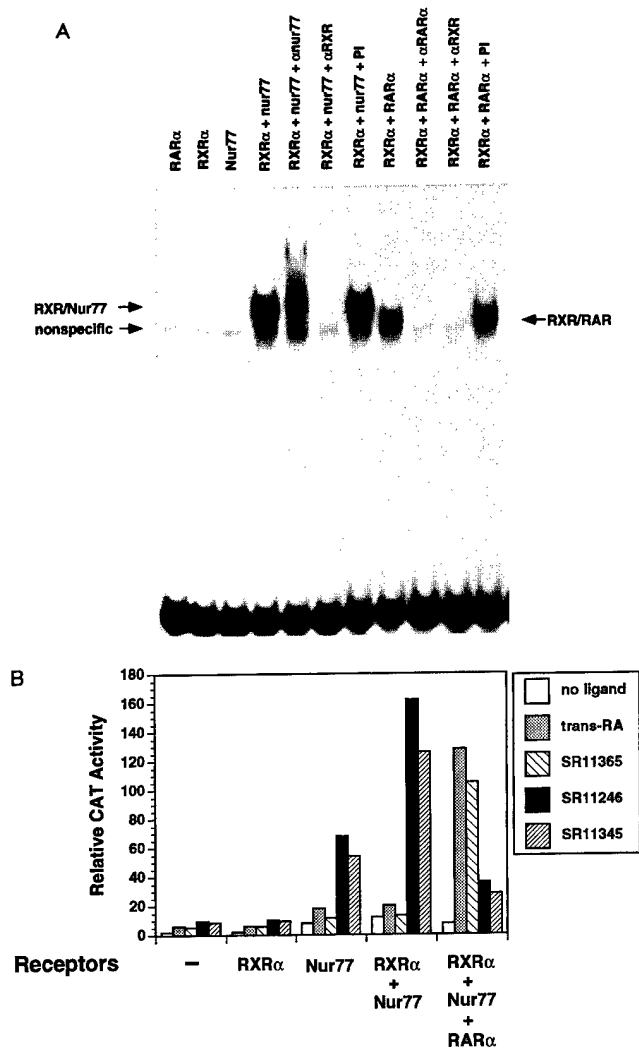 A
RARα
RXRα
Nur77
RXRα + nur77
RXRα + nur77 + αnur77
RXRα + nur77 + αRXR
RXRα + nur77 + PI
RXRα + RARα
RXRα + RARα + αRARα
RXRα + RARα + αRXR
RXRα + RARα + PI
RXR/Nur77
nonspecific
RXR/RAR
B
Relative CAT Activity
180
160
140
120
100
80
60
40
20
0
no ligand
trans-RA
SR11365
SR11246
SR11345
Receptors
–
RXRα
Nur77
RXRα
+
Nur77
RXRα
+
Nur77
+
RARα